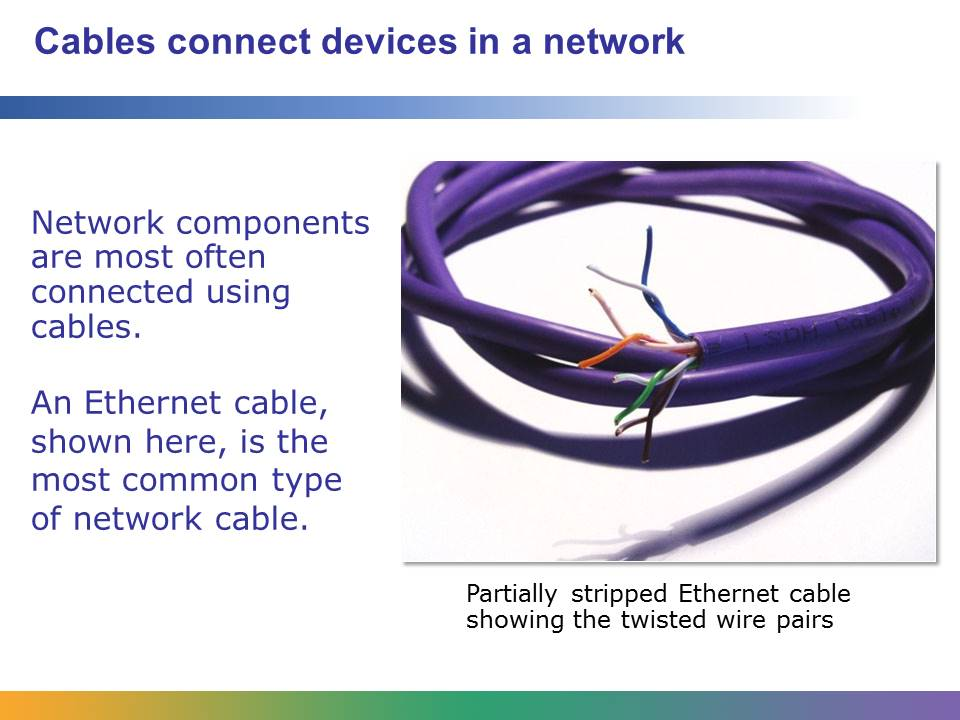 Cables connect devices in a network
Network components
are most often
connected using
cables.
An Ethernet cable,
shown here, is the
most common type
of network cable.
LSOH Cable
Partially stripped Ethernet cable
showing the twisted wire pairs